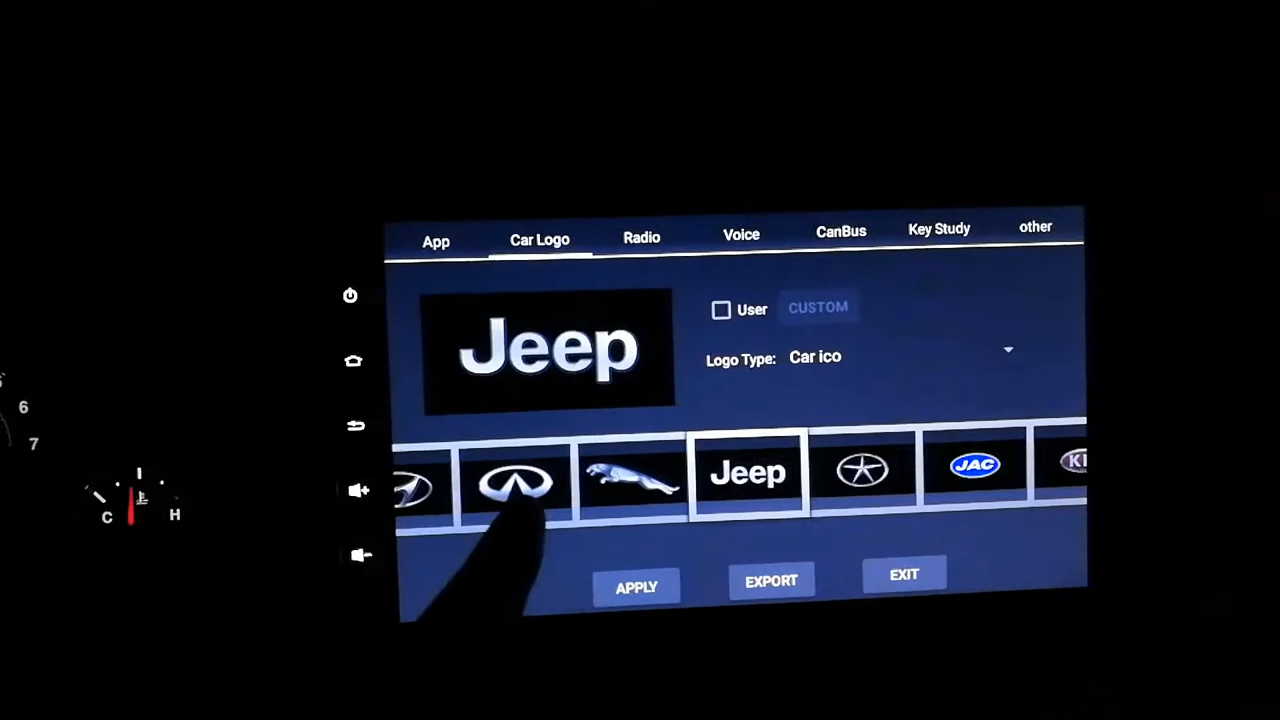 App Car Logo Radio Voice CanBus Key Study other
Jeep
User CUSTOM
Logo Type: Car ico
Jeep JAC KI
APPLY EXPORT EXIT
6
7
C H